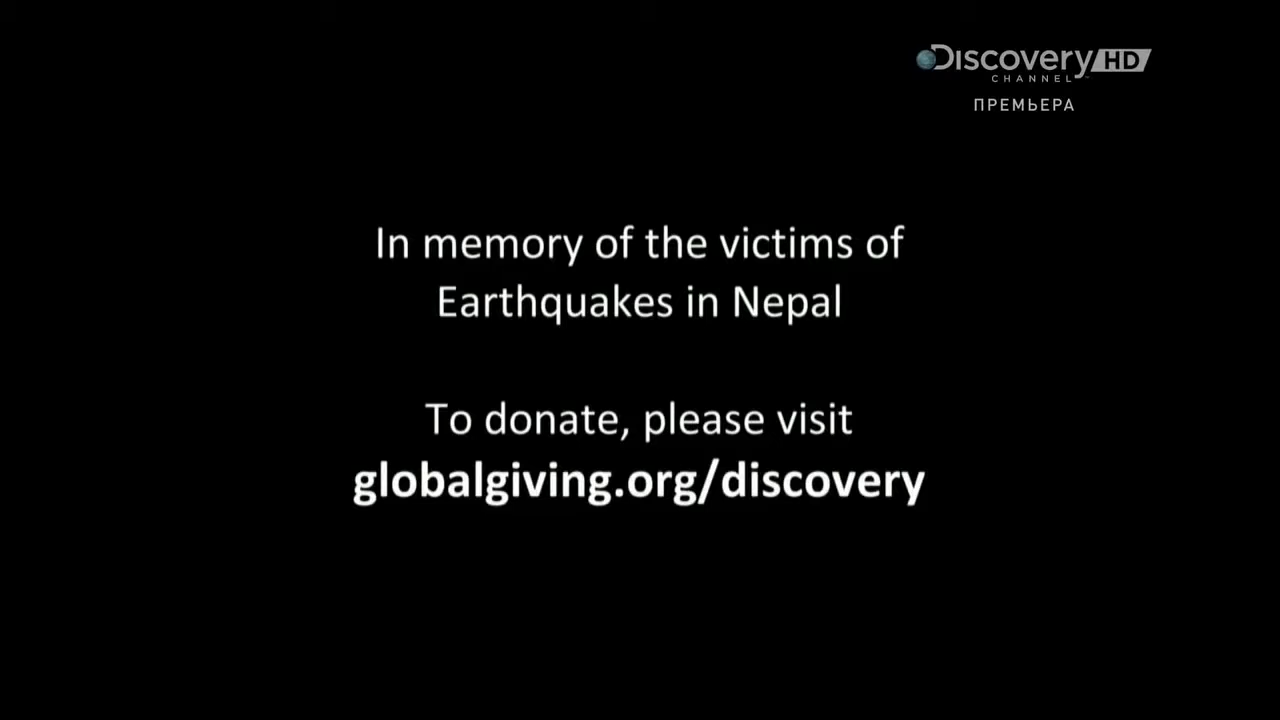 Discovery HD
CHANNEL
ПРЕМЬЕРА
In memory of the victims of
Earthquakes in Nepal
To donate, please visit
globalgiving.org/discovery